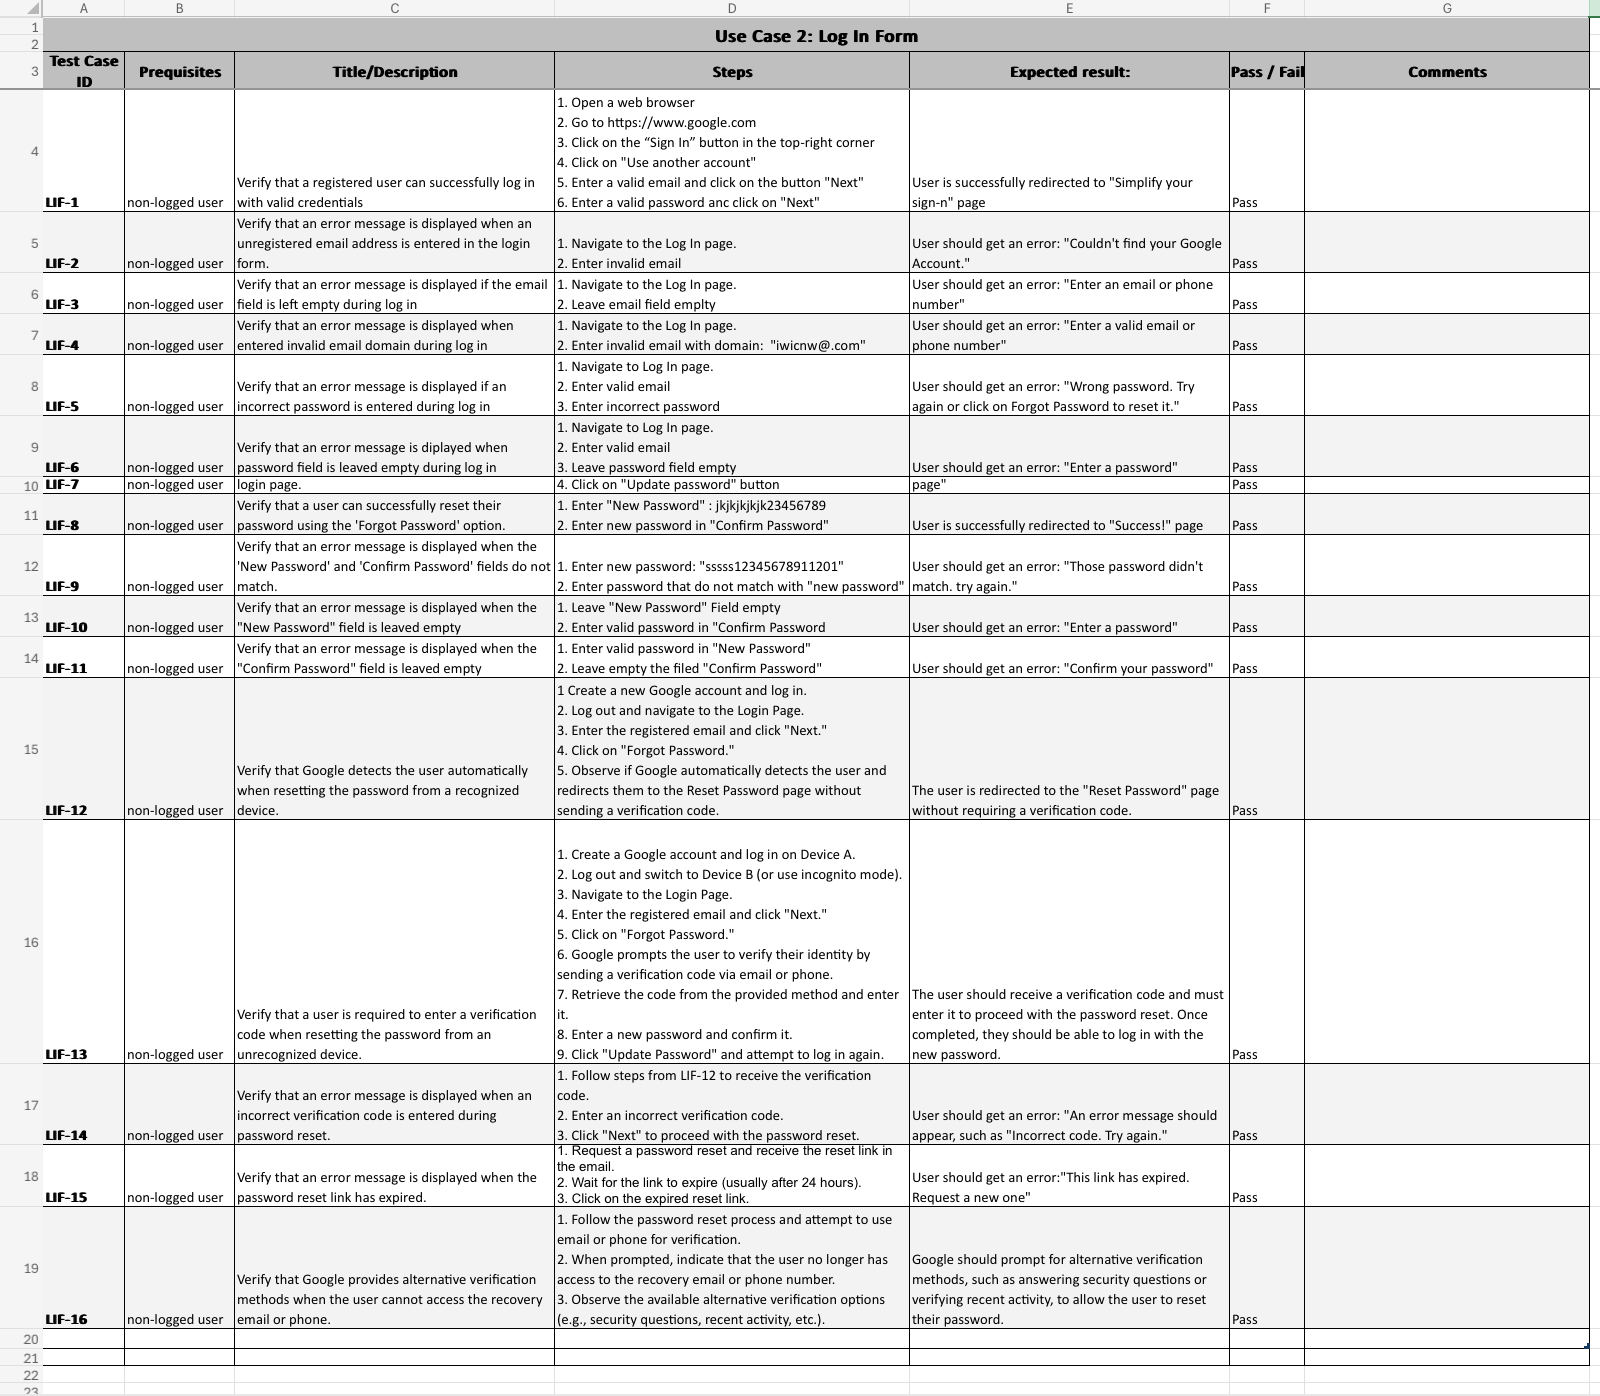 A B C D E F G
1
2
Use Case 2: Log In Form
3
Test Case
ID
Prequisites
Title/Description
Steps
Expected result:
Pass / Fail
Comments
4
LIF-1
non-logged user
Verify that a registered user can successfully log in
with valid credentials
1. Open a web browser
2. Go to https://www.google.com
3. Click on the “Sign In” button in the top-right corner
4. Click on "Use another account"
5. Enter a valid email and click on the button "Next"
6. Enter a valid password anc click on "Next"
User is successfully redirected to "Simplify your
sign-n" page
Pass
5
LIF-2
non-logged user
Verify that an error message is displayed when an
unregistered email address is entered in the login
form.
1. Navigate to the Log In page.
2. Enter invalid email
User should get an error: "Couldn't find your Google
Account."
Pass
6
LIF-3
non-logged user
Verify that an error message is displayed if the email
field is left empty during log in
1. Navigate to the Log In page.
2. Leave email field emplty
User should get an error: "Enter an email or phone
number"
Pass
7
LIF-4
non-logged user
Verify that an error message is displayed when
entered invalid email domain during log in
1. Navigate to the Log In page.
2. Enter invalid email with domain:  "iwicnw@.com"
User should get an error: "Enter a valid email or
phone number"
Pass
8
LIF-5
non-logged user
Verify that an error message is displayed if an
incorrect password is entered during log in
1. Navigate to Log In page.
2. Enter valid email
3. Enter incorrect password
User should get an error: "Wrong password. Try
again or click on Forgot Password to reset it."
Pass
9
LIF-6
non-logged user
Verify that an error message is diplayed when
password field is leaved empty during log in
1. Navigate to Log In page.
2. Enter valid email
3. Leave password field empty
User should get an error: "Enter a password"
Pass
10
LIF-7
non-logged user
login page.
4. Click on "Update password" button
page"
Pass
11
LIF-8
non-logged user
Verify that a user can successfully reset their
password using the 'Forgot Password' option.
1. Enter "New Password" : jkjkjkjkjk23456789
2. Enter new password in "Confirm Password"
User is successfully redirected to "Success!" page
Pass
12
LIF-9
non-logged user
Verify that an error message is displayed when the
'New Password' and 'Confirm Password' fields do not
match.
1. Enter new password: "sssss12345678911201"
2. Enter password that do not match with "new password"
User should get an error: "Those password didn't
match. try again."
Pass
13
LIF-10
non-logged user
Verify that an error message is displayed when the
"New Password" field is leaved empty
1. Leave "New Password" Field empty
2. Enter valid password in "Confirm Password
User should get an error: "Enter a password"
Pass
14
LIF-11
non-logged user
Verify that an error message is displayed when the
"Confirm Password" field is leaved empty
1. Enter valid password in "New Password"
2. Leave empty the filed "Confirm Password"
User should get an error: "Confirm your password"
Pass
15
LIF-12
non-logged user
Verify that Google detects the user automatically
when resetting the password from a recognized
device.
1 Create a new Google account and log in.
2. Log out and navigate to the Login Page.
3. Enter the registered email and click "Next."
4. Click on "Forgot Password."
5. Observe if Google automatically detects the user and
redirects them to the Reset Password page without
sending a verification code.
The user is redirected to the "Reset Password" page
without requiring a verification code.
Pass
16
LIF-13
non-logged user
Verify that a user is required to enter a verification
code when resetting the password from an
unrecognized device.
1. Create a Google account and log in on Device A.
2. Log out and switch to Device B (or use incognito mode).
3. Navigate to the Login Page.
4. Enter the registered email and click "Next."
5. Click on "Forgot Password."
6. Google prompts the user to verify their identity by
sending a verification code via email or phone.
7. Retrieve the code from the provided method and enter
it.
8. Enter a new password and confirm it.
9. Click "Update Password" and attempt to log in again.
The user should receive a verification code and must
enter it to proceed with the password reset. Once
completed, they should be able to log in with the
new password.
Pass
17
LIF-14
non-logged user
Verify that an error message is displayed when an
incorrect verification code is entered during
password reset.
1. Follow steps from LIF-12 to receive the verification
code.
2. Enter an incorrect verification code.
3. Click "Next" to proceed with the password reset.
User should get an error: "An error message should
appear, such as "Incorrect code. Try again."
Pass
18
LIF-15
non-logged user
Verify that an error message is displayed when the
password reset link has expired.
1. Request a password reset and receive the reset link in
the email.
2. Wait for the link to expire (usually after 24 hours).
3. Click on the expired reset link.
User should get an error:"This link has expired.
Request a new one"
Pass
19
LIF-16
non-logged user
Verify that Google provides alternative verification
methods when the user cannot access the recovery
email or phone.
1. Follow the password reset process and attempt to use
email or phone for verification.
2. When prompted, indicate that the user no longer has
access to the recovery email or phone number.
3. Observe the available alternative verification options
(e.g., security questions, recent activity, etc.).
Google should prompt for alternative verification
methods, such as answering security questions or
verifying recent activity, to allow the user to reset
their password.
Pass
20
21
22
23